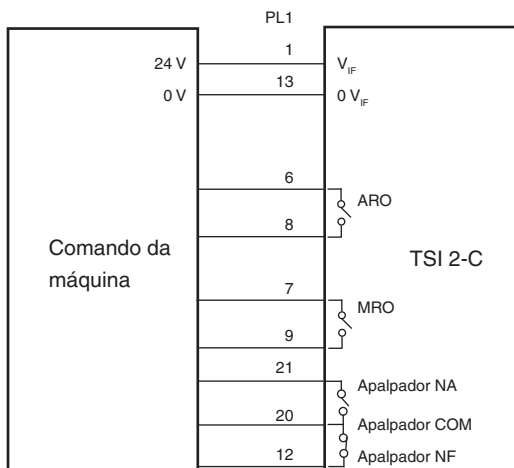 PL1
24 V 1 V_IF
0 V 13 0 V_IF
6
ARO
8
Comando da
máquina
TSI 2-C
7
MRO
9
21
Apalpador NA
20 Apalpador COM
12 Apalpador NF